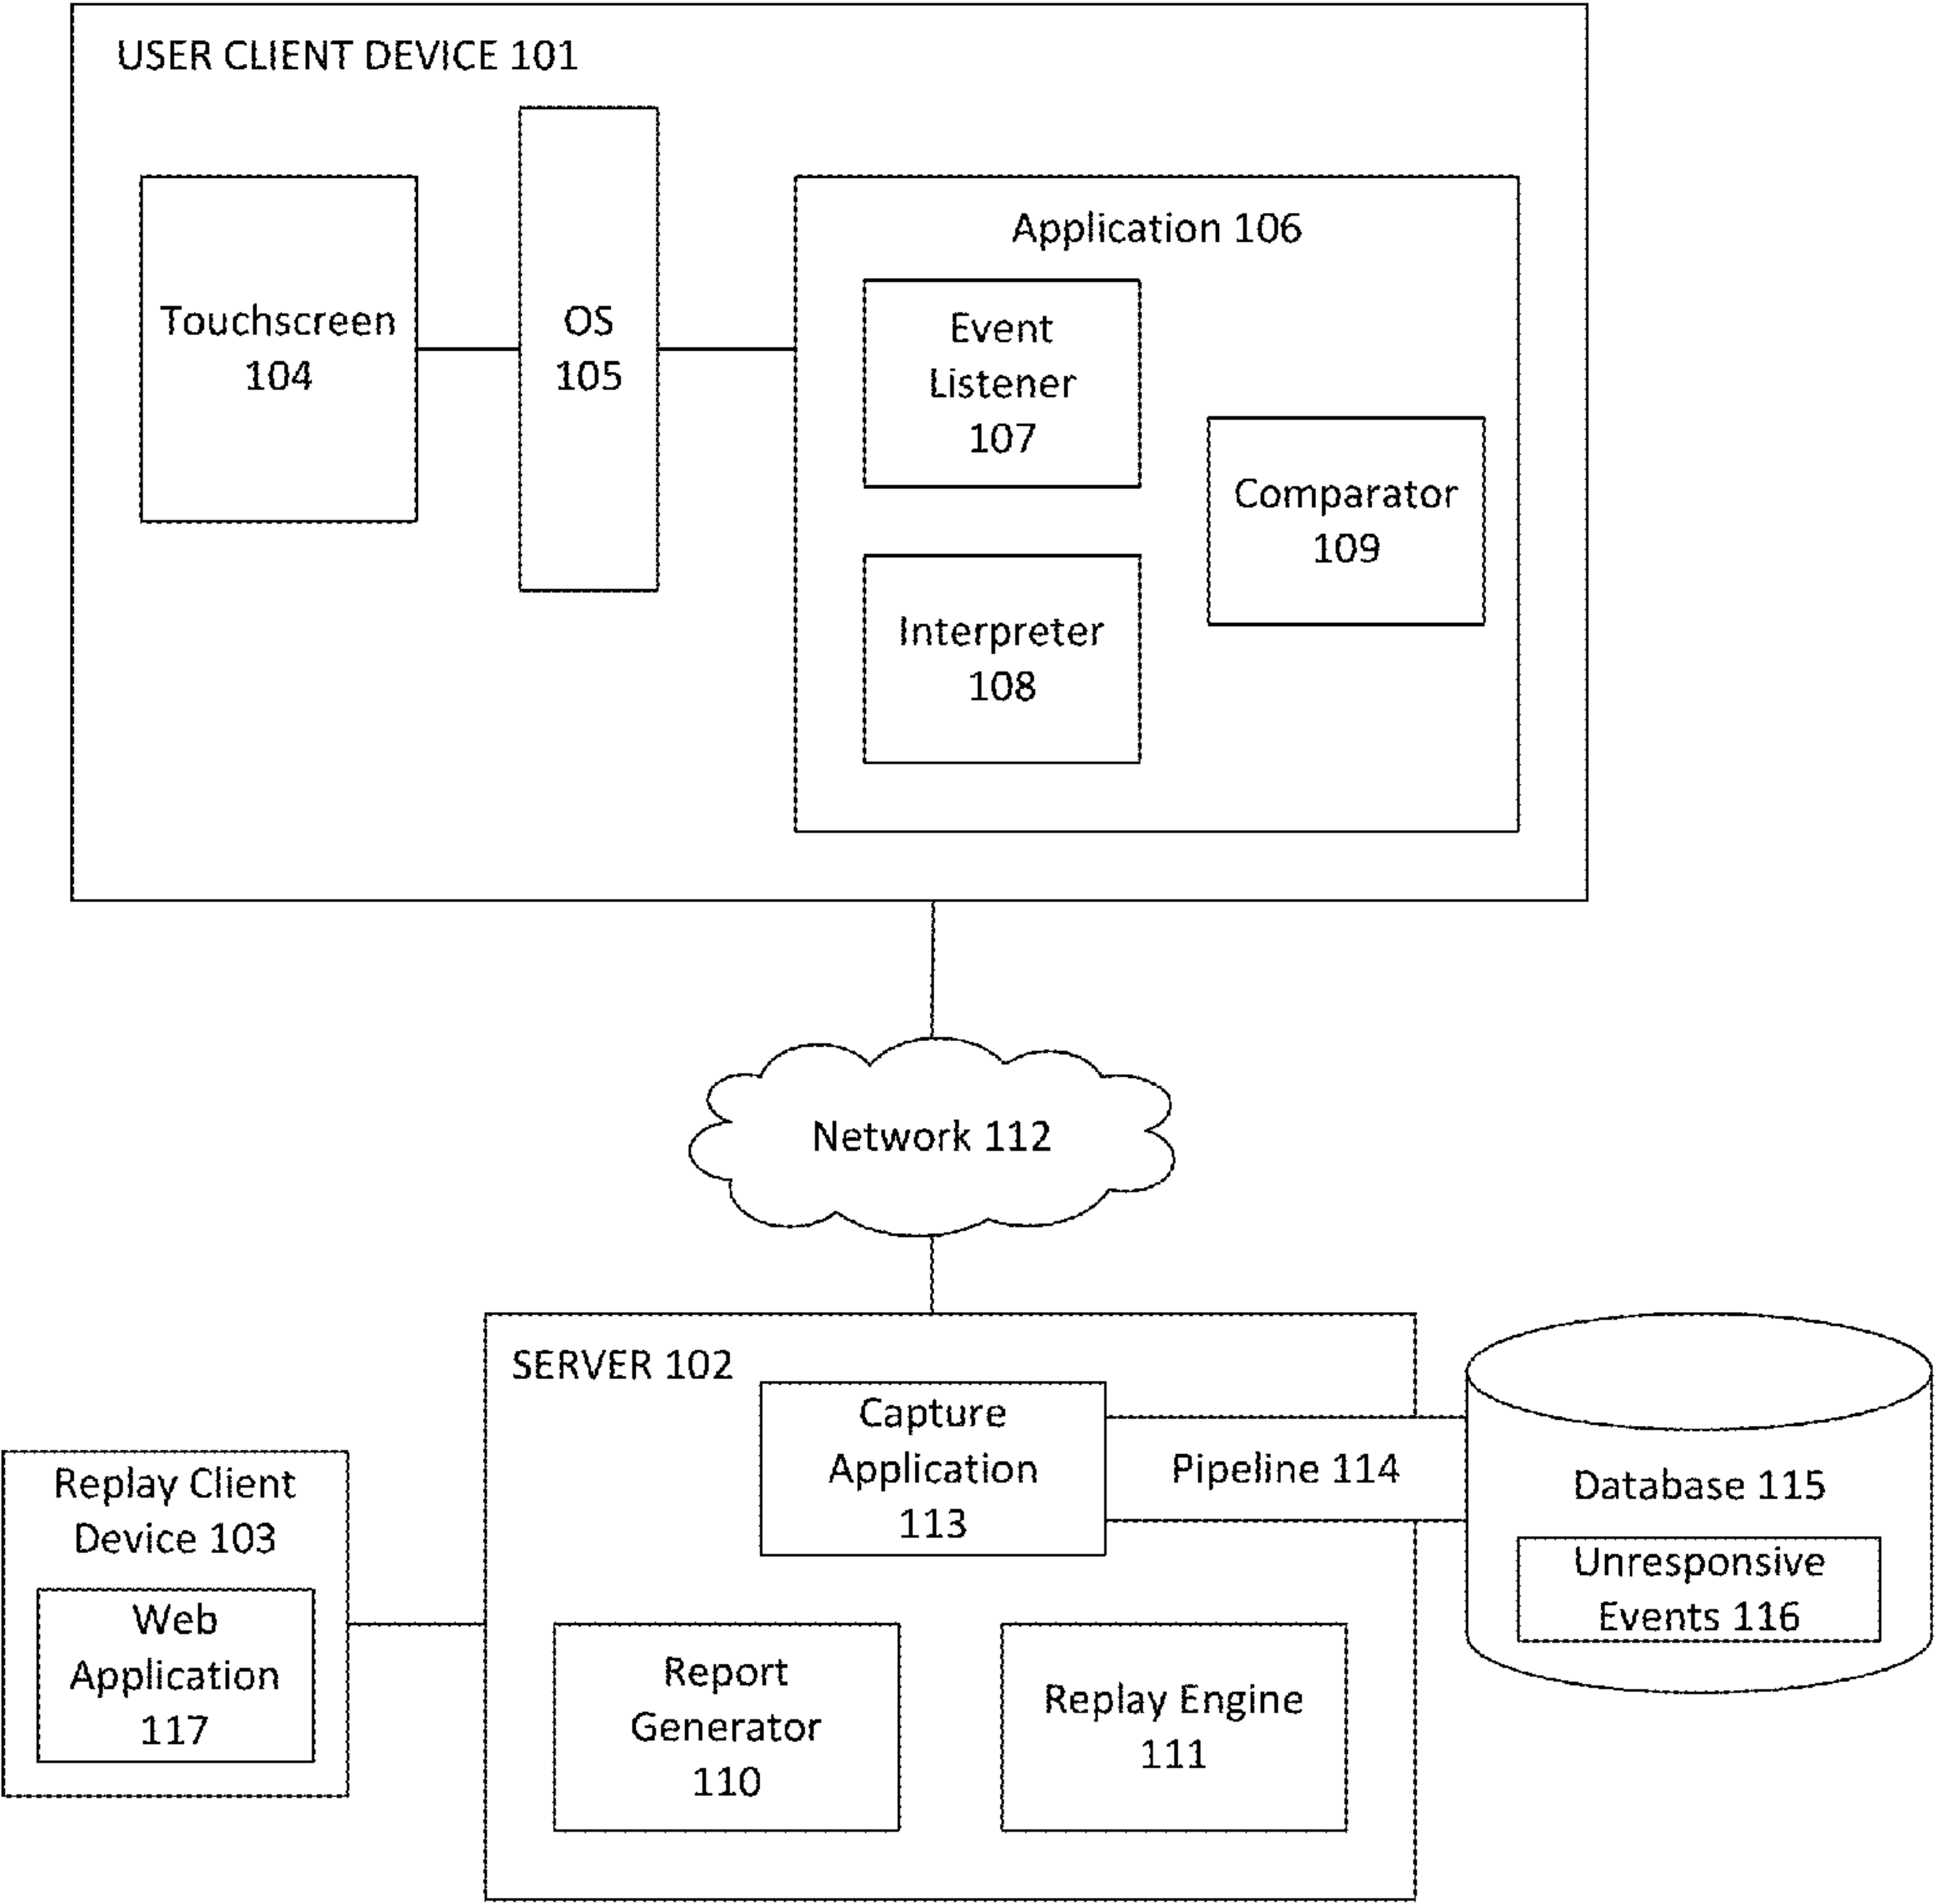 USER CLIENT DEVICE 101
Touchscreen
104
OS
105
Application 106
Event
Listener
107
Comparator
109
Interpreter
108
Network 112
SERVER 102
Capture
Application
113
Pipeline 114
Database 115
Unresponsive
Events 116
Replay Client
Device 103
Web
Application
117
Report
Generator
110
Replay Engine
111